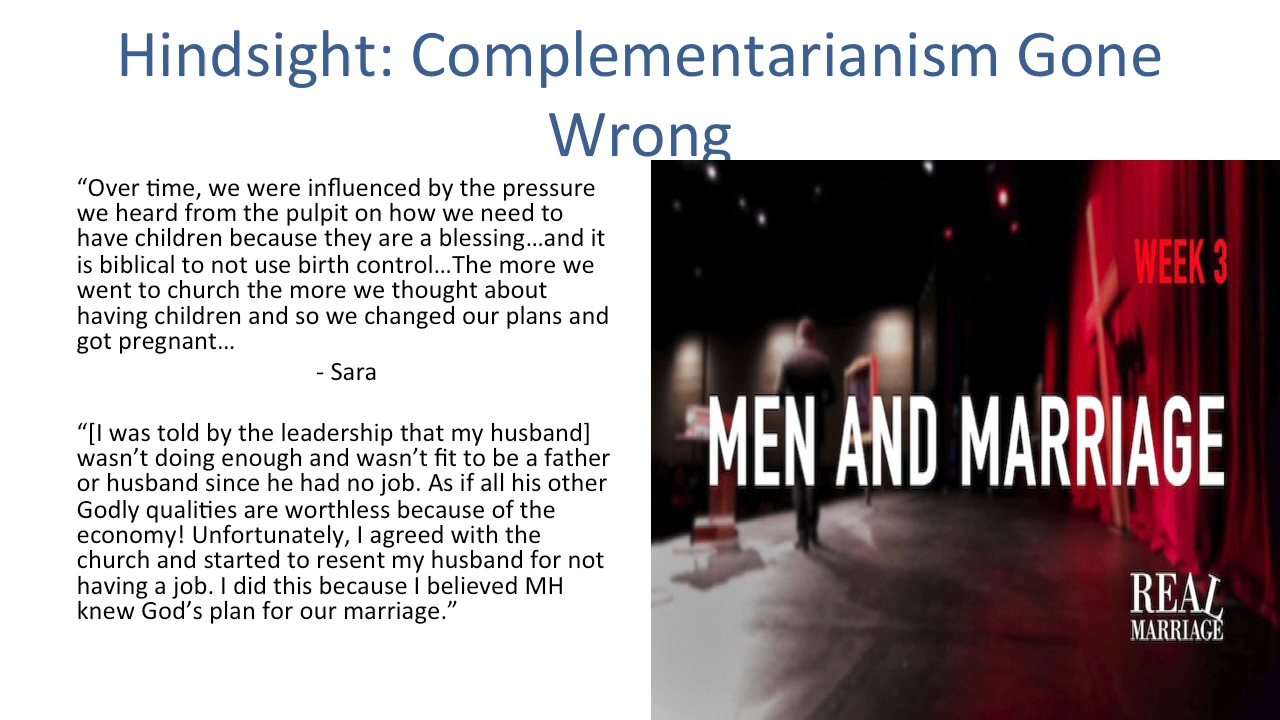 Hindsight: Complementarianism Gone
Wrong
“Over time, we were influenced by the pressure
we heard from the pulpit on how we need to
have children because they are a blessing…and it
is biblical to not use birth control…The more we
went to church the more we thought about
having children and so we changed our plans and
got pregnant…
- Sara
“[I was told by the leadership that my husband]
wasn’t doing enough and wasn’t fit to be a father
or husband since he had no job. As if all his other
Godly qualities are worthless because of the
economy! Unfortunately, I agreed with the
church and started to resent my husband for not
having a job. I did this because I believed MH
knew God’s plan for our marriage.”
WEEK 3
MEN AND MARRIAGE
REAL
MARRIAGE